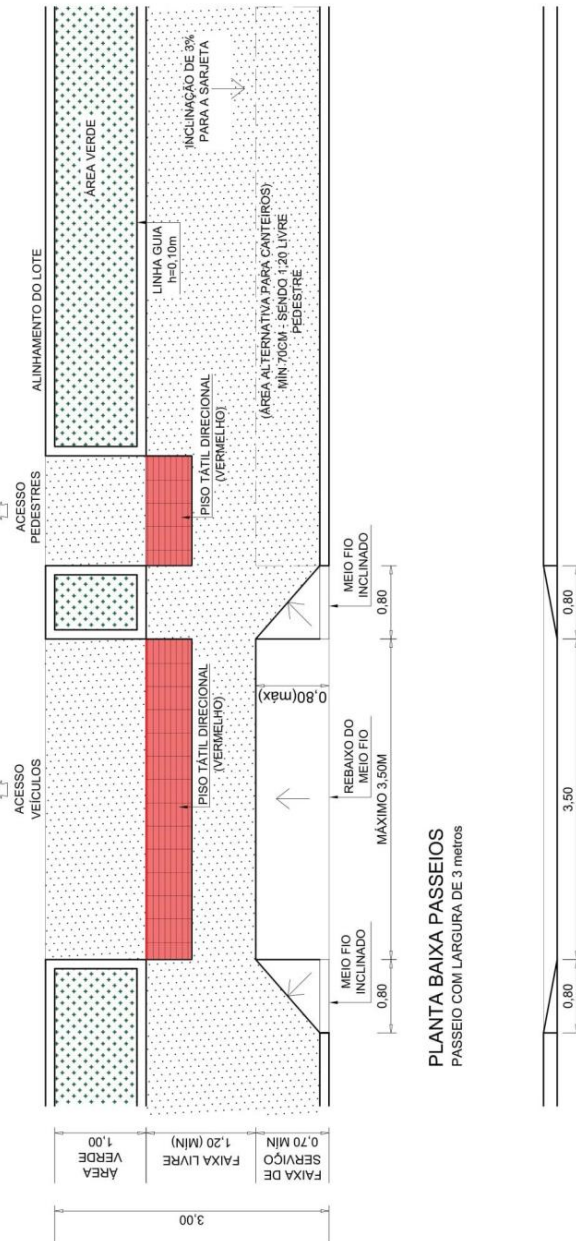 ACESSO
VEÍCULOS
ACESSO
PEDESTRES
ALINHAMENTO DO LOTE
ÁREA VERDE
LINHA GUIA
h=0,10m
INCLINAÇÃO DE 3%
PARA A SARJETA
PISO TÁTIL DIRECIONAL
(VERMELHO)
PISO TÁTIL DIRECIONAL
(VERMELHO)
(ÁREA ALTERNATIVA PARA CANTEIROS)
MÍN 70CM - SENDO 1,20 LIVRE
PEDESTRE
ÁREA
VERDE
1,00
FAIXA LIVRE
1,20 (MÍN)
FAIXA DE
SERVIÇO
0,70 MÍN
3,00
0,80(máx)
MEIO FIO
INCLINADO
REBAIXO DO
MEIO FIO
MEIO FIO
INCLINADO
0,80
MÁXIMO 3,50M
0,80
PLANTA BAIXA PASSEIOS
PASSEIO COM LARGURA DE 3 metros
0,80
3,50
0,80